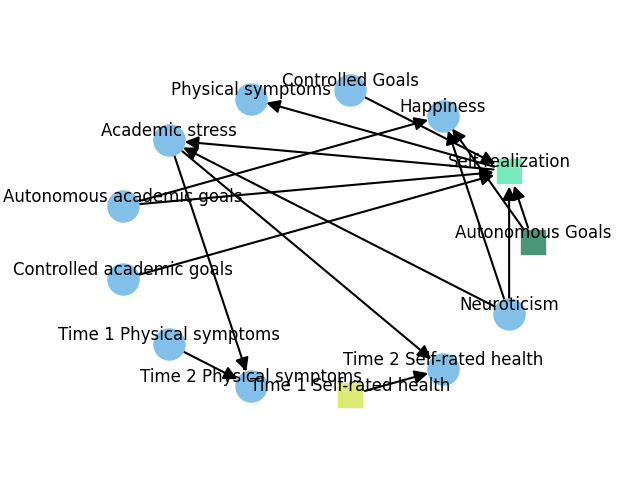 Controlled Goals
Physical symptoms
Happiness
Academic stress
Self-realization
Autonomous academic goals
Autonomous Goals
Controlled academic goals
Neuroticism
Time 1 Physical symptoms
Time 2 Self-rated health
Time 2 Physical symptoms
Time 1 Self-rated health